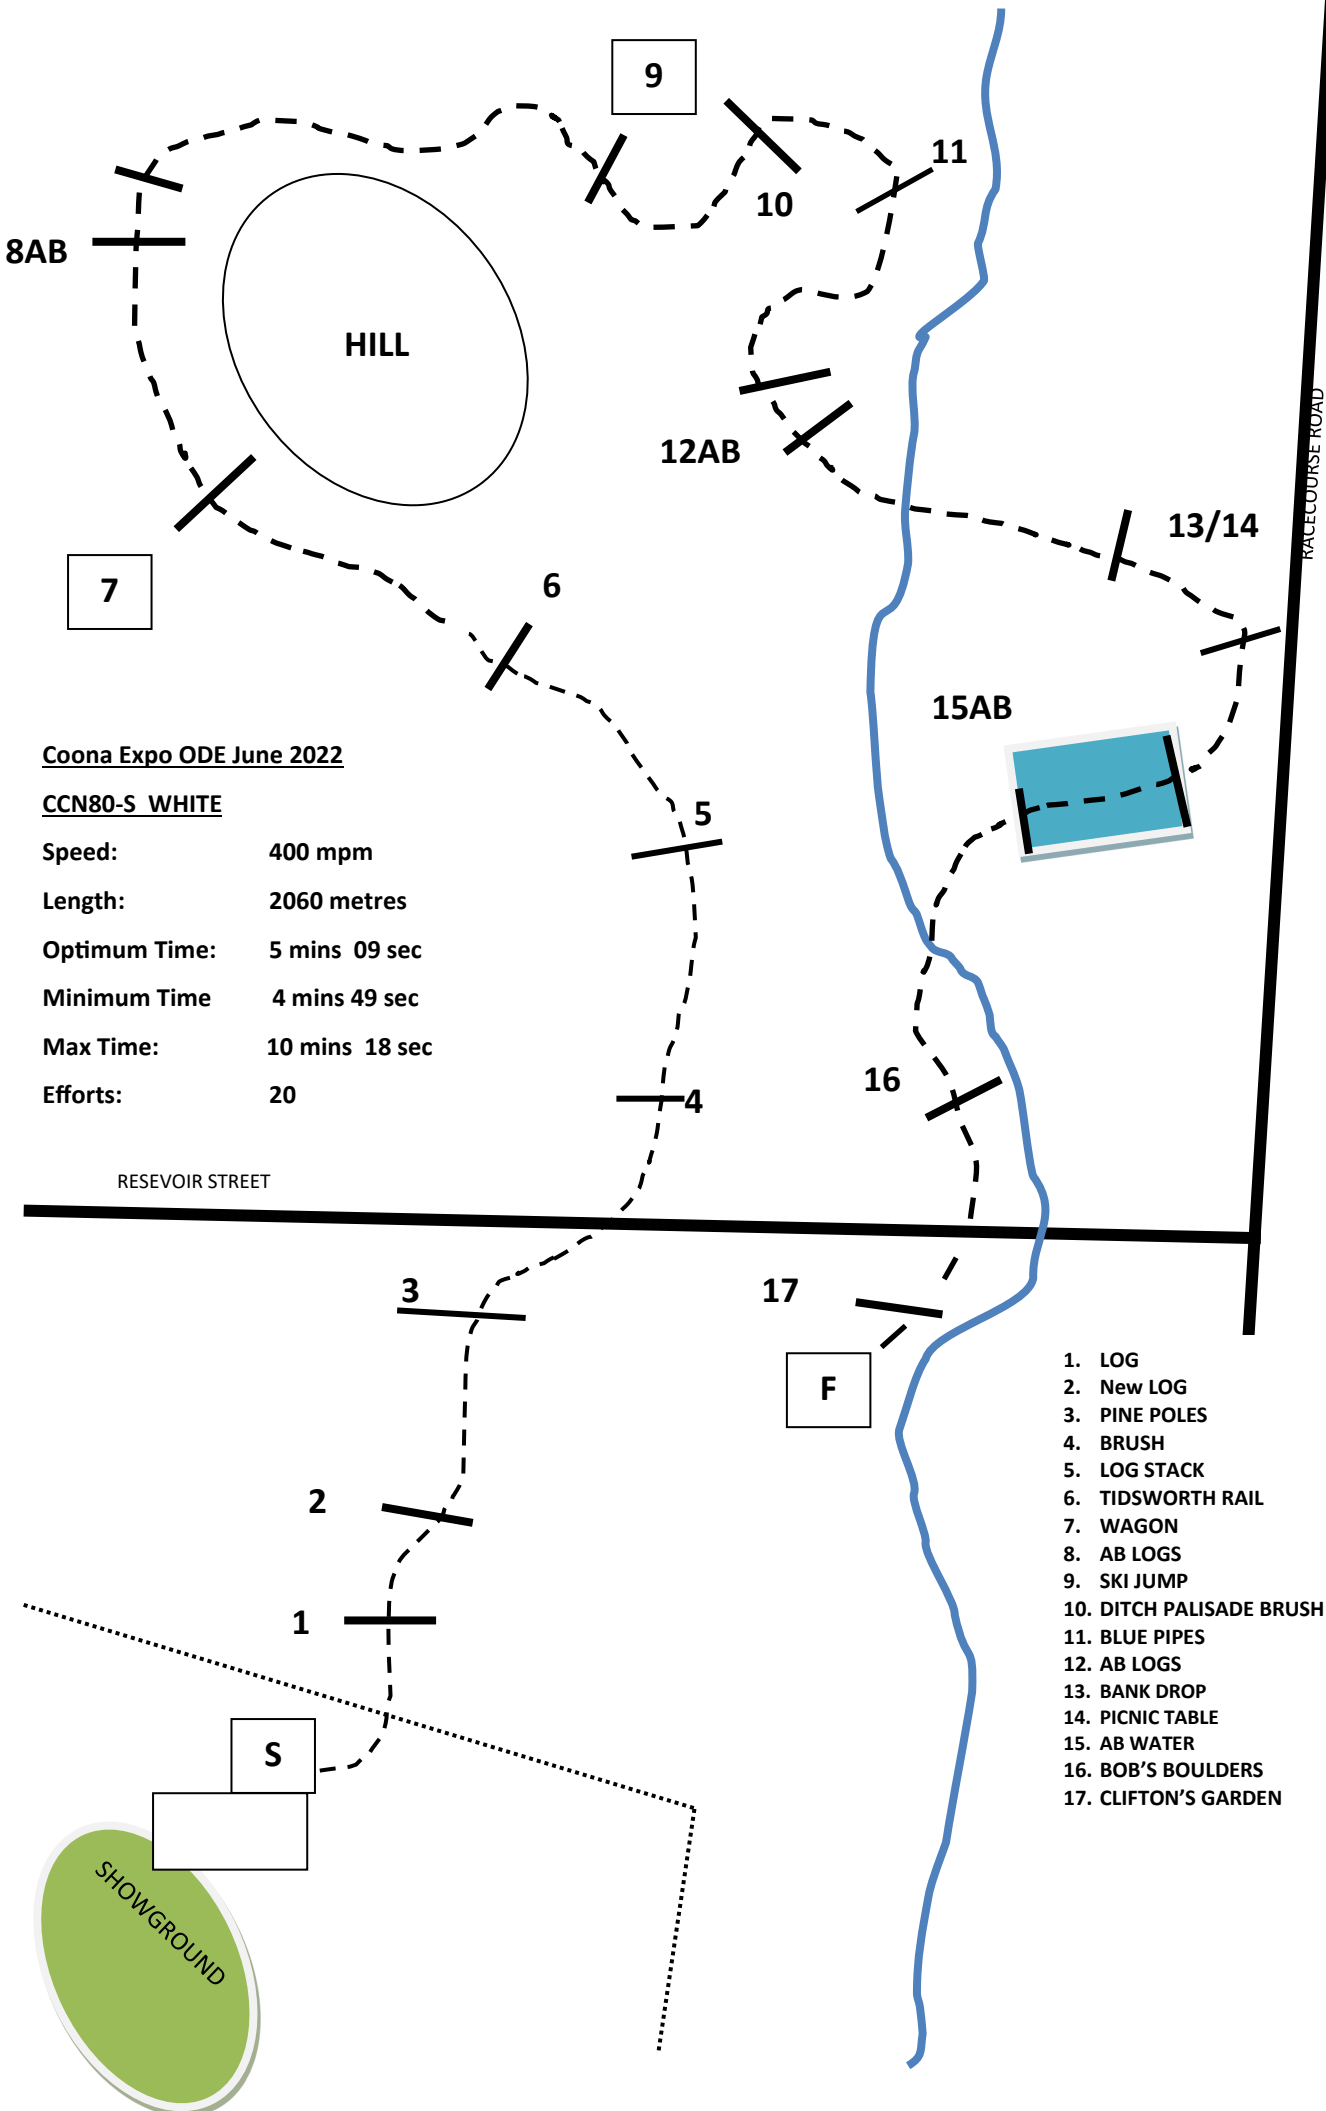 9
11
10
8AB
HILL
RACECOURSE ROAD
12AB
13/14
7
6
15AB
Coona Expo ODE June 2022
CCN80-S WHITE
Speed: 400 mpm
Length: 2060 metres
Optimum Time: 5 mins 09 sec
Minimum Time 4 mins 49 sec
Max Time: 10 mins 18 sec
Efforts: 20
5
16
4
RESEVOIR STREET
3
17
F
2
1
S
SHOWGROUND
1. LOG
2. New LOG
3. PINE POLES
4. BRUSH
5. LOG STACK
6. TIDSWORTH RAIL
7. WAGON
8. AB LOGS
9. SKI JUMP
10. DITCH PALISADE BRUSH
11. BLUE PIPES
12. AB LOGS
13. BANK DROP
14. PICNIC TABLE
15. AB WATER
16. BOB'S BOULDERS
17. CLIFTON'S GARDEN